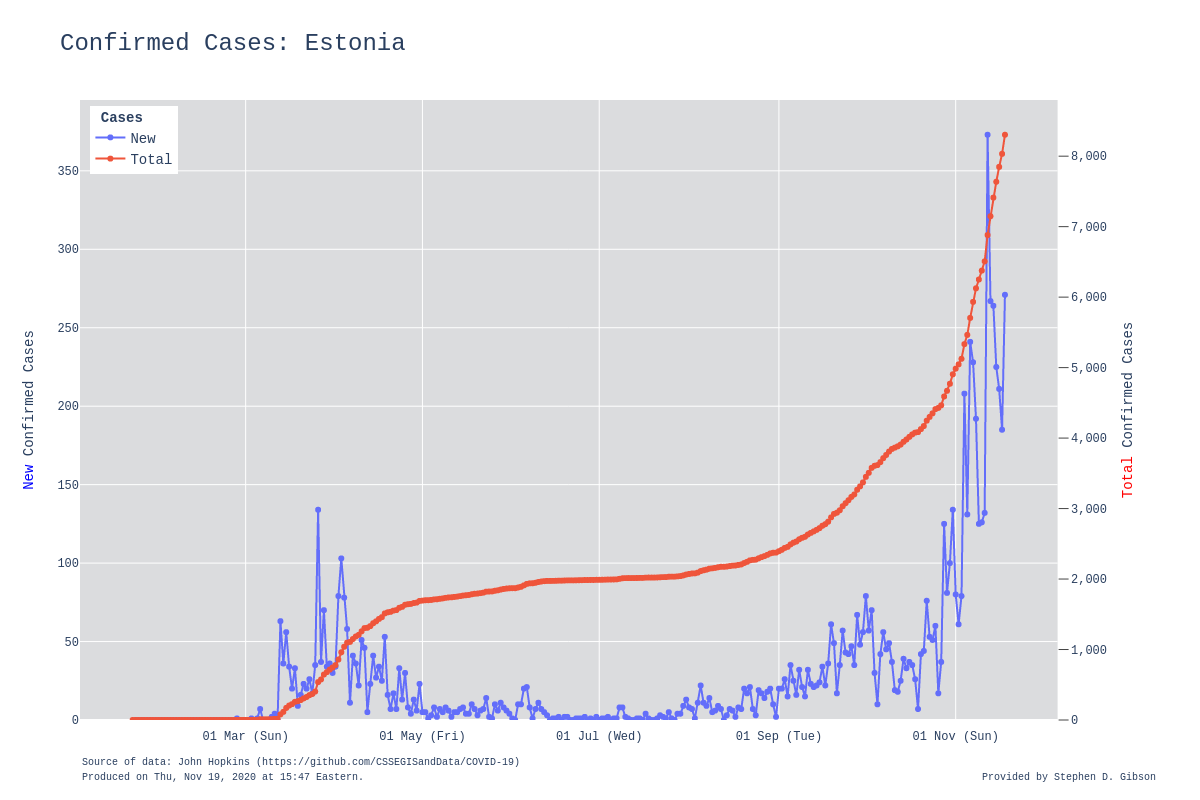 Confirmed Cases: Estonia
Cases
New
Total
350
300
250
200
150
100
50
0
New Confirmed Cases
8,000
7,000
6,000
5,000
4,000
3,000
2,000
1,000
0
Total Confirmed Cases
01 Mar (Sun) 01 May (Fri) 01 Jul (Wed) 01 Sep (Tue) 01 Nov (Sun)
Source of data: John Hopkins (https://github.com/CSSEGISandData/COVID-19)
Produced on Thu, Nov 19, 2020 at 15:47 Eastern.
Provided by Stephen D. Gibson